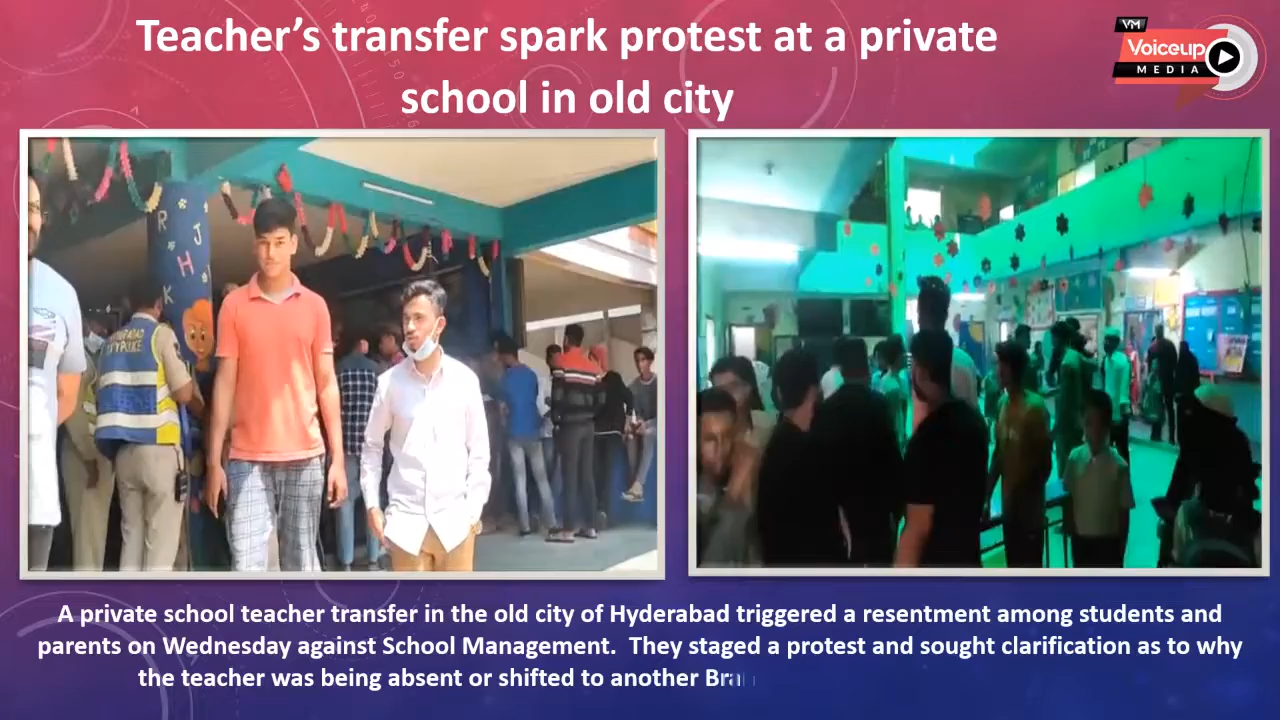 Teacher's transfer spark protest at a private
school in old city
VM
Voiceup
MEDIA
R
J
H
K
A private school teacher transfer in the old city of Hyderabad triggered a resentment among students and
parents on Wednesday against School Management. They staged a protest and sought clarification as to why
the teacher was being absent or shifted to another Bra